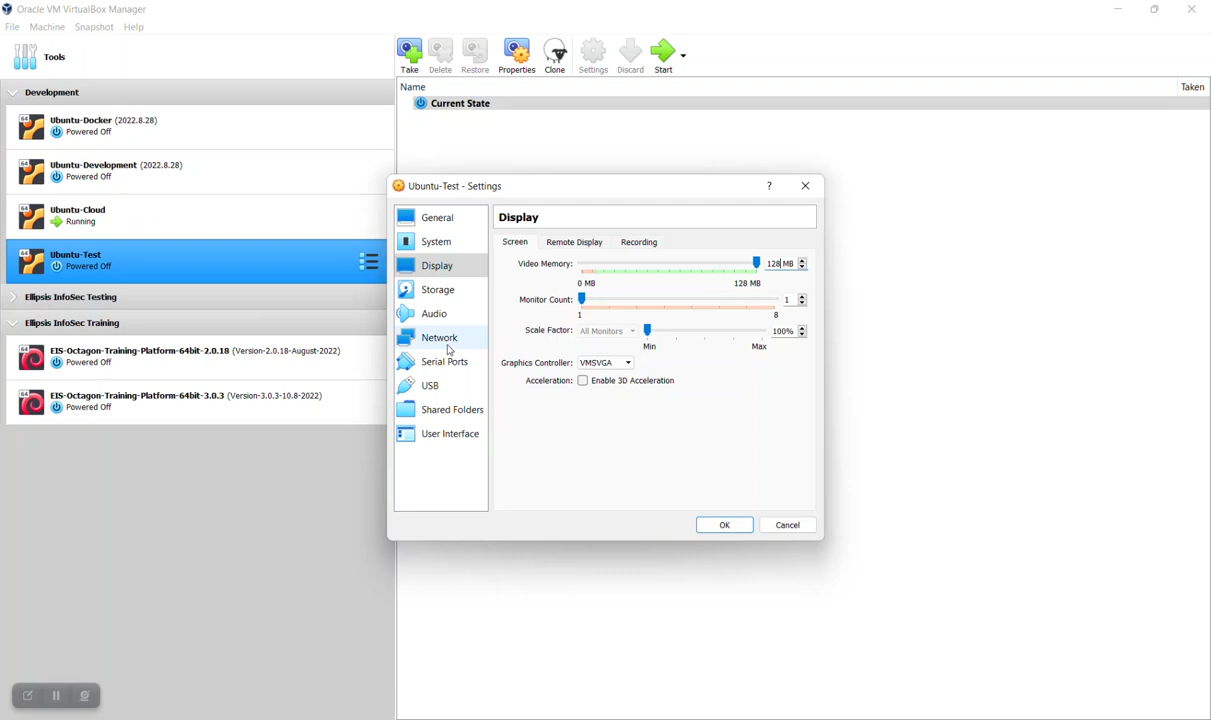 Oracle VM VirtualBox Manager
File Machine Snapshot Help
Tools
Take Delete Restore Properties Clone Settings Discard Start
Name Taken
Current State
Development
64 Ubuntu-Docker (2022.8.28)
Powered Off
64 Ubuntu-Development (2022.8.28)
Powered Off
64 Ubuntu-Cloud
Running
64 Ubuntu-Test
Powered Off
Ellipsis InfoSec Testing
Ellipsis InfoSec Training
64 EIS-Octagon-Training-Platform-64bit-2.0.18 (Version-2.0.18-August-2022)
Powered Off
64 EIS-Octagon-Training-Platform-64bit-3.0.3 (Version-3.0.3-10.8-2022)
Powered Off
Ubuntu-Test - Settings
?
General
System
Display
Storage
Audio
Network
Serial Ports
USB
Shared Folders
User Interface
Display
Screen Remote Display Recording
Video Memory: 128 MB
0 MB 128 MB
Monitor Count: 1
1 8
Scale Factor: All Monitors 100%
Min Max
Graphics Controller: VMSVGA
Acceleration: Enable 3D Acceleration
OK Cancel